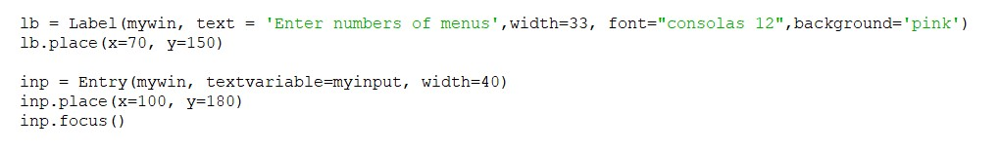 lb = Label(mywin, text = 'Enter numbers of menus',width=33, font="consolas 12",background='pink')
lb.place(x=70, y=150)
inp = Entry(mywin, textvariable=myinput, width=40)
inp.place(x=100, y=180)
inp.focus()